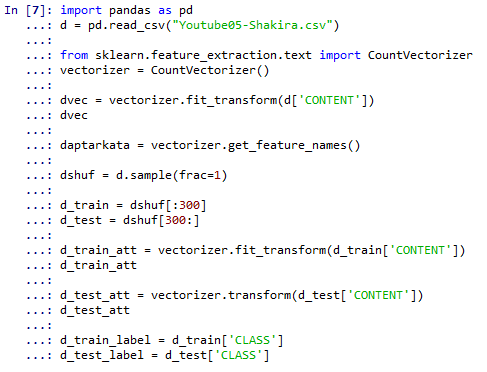 In [7]: import pandas as pd
...: d = pd.read_csv("Youtube05-Shakira.csv")
...:
...: from sklearn.feature_extraction.text import CountVectorizer
...: vectorizer = CountVectorizer()
...:
...: dvec = vectorizer.fit_transform(d['CONTENT'])
...: dvec
...:
...: daptarkata = vectorizer.get_feature_names()
...:
...: dshuf = d.sample(frac=1)
...:
...: d_train = dshuf[:300]
...: d_test = dshuf[300:]
...:
...: d_train_att = vectorizer.fit_transform(d_train['CONTENT'])
...: d_train_att
...:
...: d_test_att = vectorizer.transform(d_test['CONTENT'])
...: d_test_att
...:
...: d_train_label = d_train['CLASS']
...: d_test_label = d_test['CLASS']